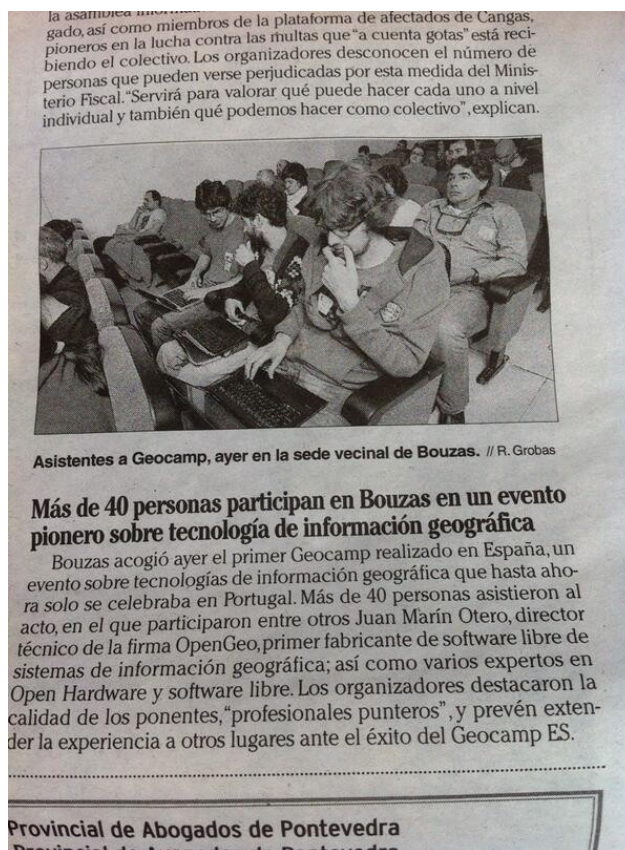 la asamblea
gado, así como miembros de la plataforma de afectados de Cangas,
pioneros en la lucha contra las multas que “a cuenta gotas” está reci-
biendo el colectivo. Los organizadores desconocen el número de
personas que pueden verse perjudicadas por esta medida del Minis-
terio Fiscal. “Servirá para valorar qué puede hacer cada uno a nivel
individual y también qué podemos hacer como colectivo”, explican.
Asistentes a Geocamp, ayer en la sede vecinal de Bouzas. // R. Grobas
Más de 40 personas participan en Bouzas en un evento
pionero sobre tecnología de información geográfica
Bouzas acogió ayer el primer Geocamp realizado en España, un
evento sobre tecnologías de información geográfica que hasta aho-
ra solo se celebraba en Portugal. Más de 40 personas asistieron al
acto, en el que participaron entre otros Juan Marín Otero, director
técnico de la firma OpenGeo, primer fabricante de software libre de
sistemas de información geográfica; así como varios expertos en
Open Hardware y software libre. Los organizadores destacaron la
calidad de los ponentes, “profesionales punteros”, y prevén exten-
der la experiencia a otros lugares ante el éxito del Geocamp ES.
Provincial de Abogados de Pontevedra